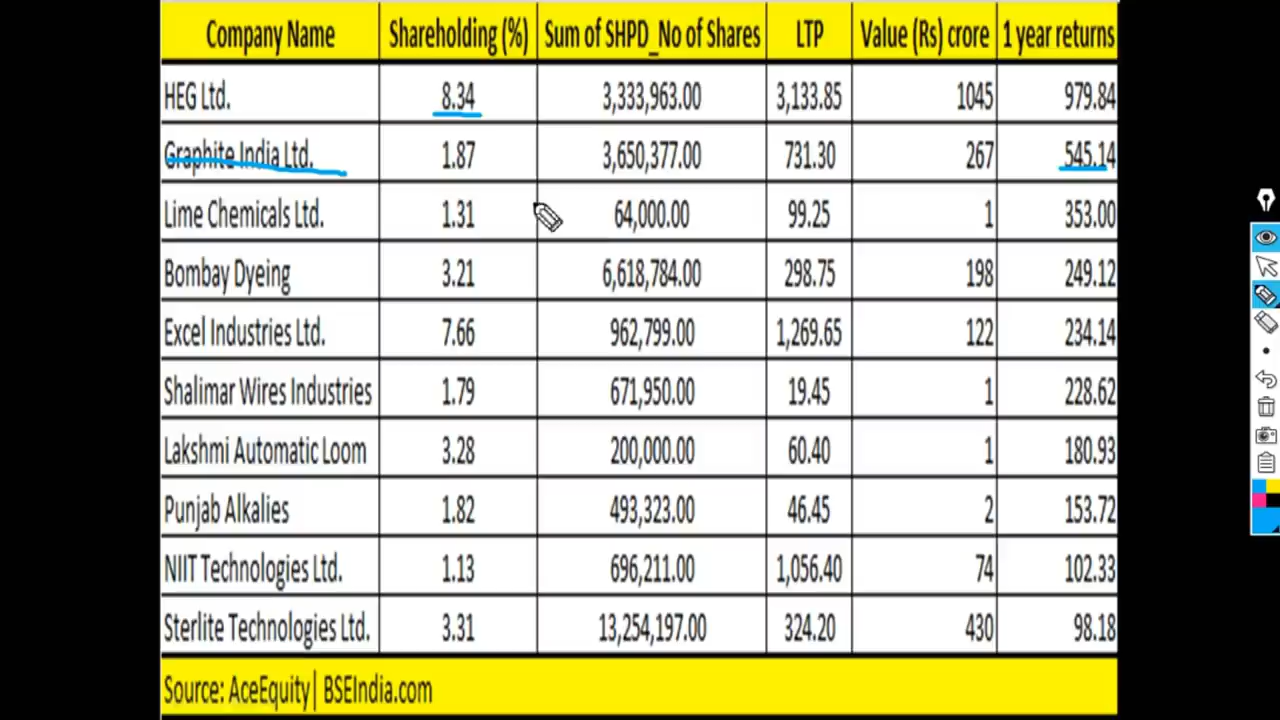 Company Name Shareholding (%) Sum of SHPD_No of Shares LTP Value (Rs) crore 1 year returns
HEG Ltd. 8.34 3,333,963.00 3,133.85 1045 979.84
Graphite India Ltd. 1.87 3,650,377.00 731.30 267 545.14
Lime Chemicals Ltd. 1.31 64,000.00 99.25 1 353.00
Bombay Dyeing 3.21 6,618,784.00 298.75 198 249.12
Excel Industries Ltd. 7.66 962,799.00 1,269.65 122 234.14
Shalimar Wires Industries 1.79 671,950.00 19.45 1 228.62
Lakshmi Automatic Loom 3.28 200,000.00 60.40 1 180.93
Punjab Alkalies 1.82 493,323.00 46.45 2 153.72
NIIT Technologies Ltd. 1.13 696,211.00 1,056.40 74 102.33
Sterlite Technologies Ltd. 3.31 13,254,197.00 324.20 430 98.18
Source: AceEquity| BSEIndia.com